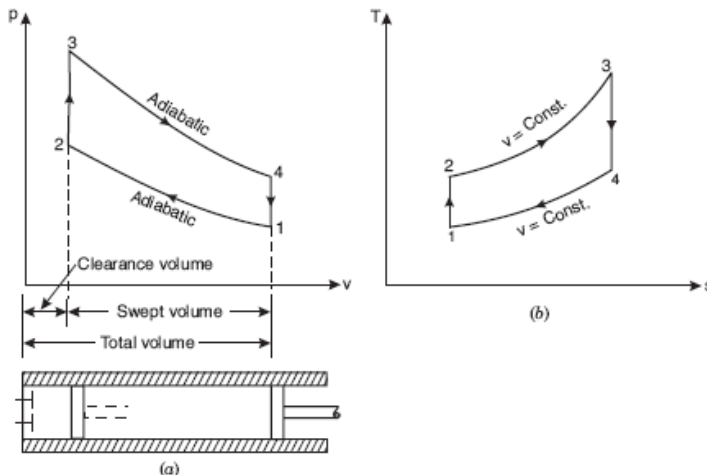 p
3
Adiabatic
2
4
Adiabatic
1
Clearance volume
v
Swept volume
Total volume
(a)
T
3
v = Const.
2
4
1
v = Const.
s
(b)